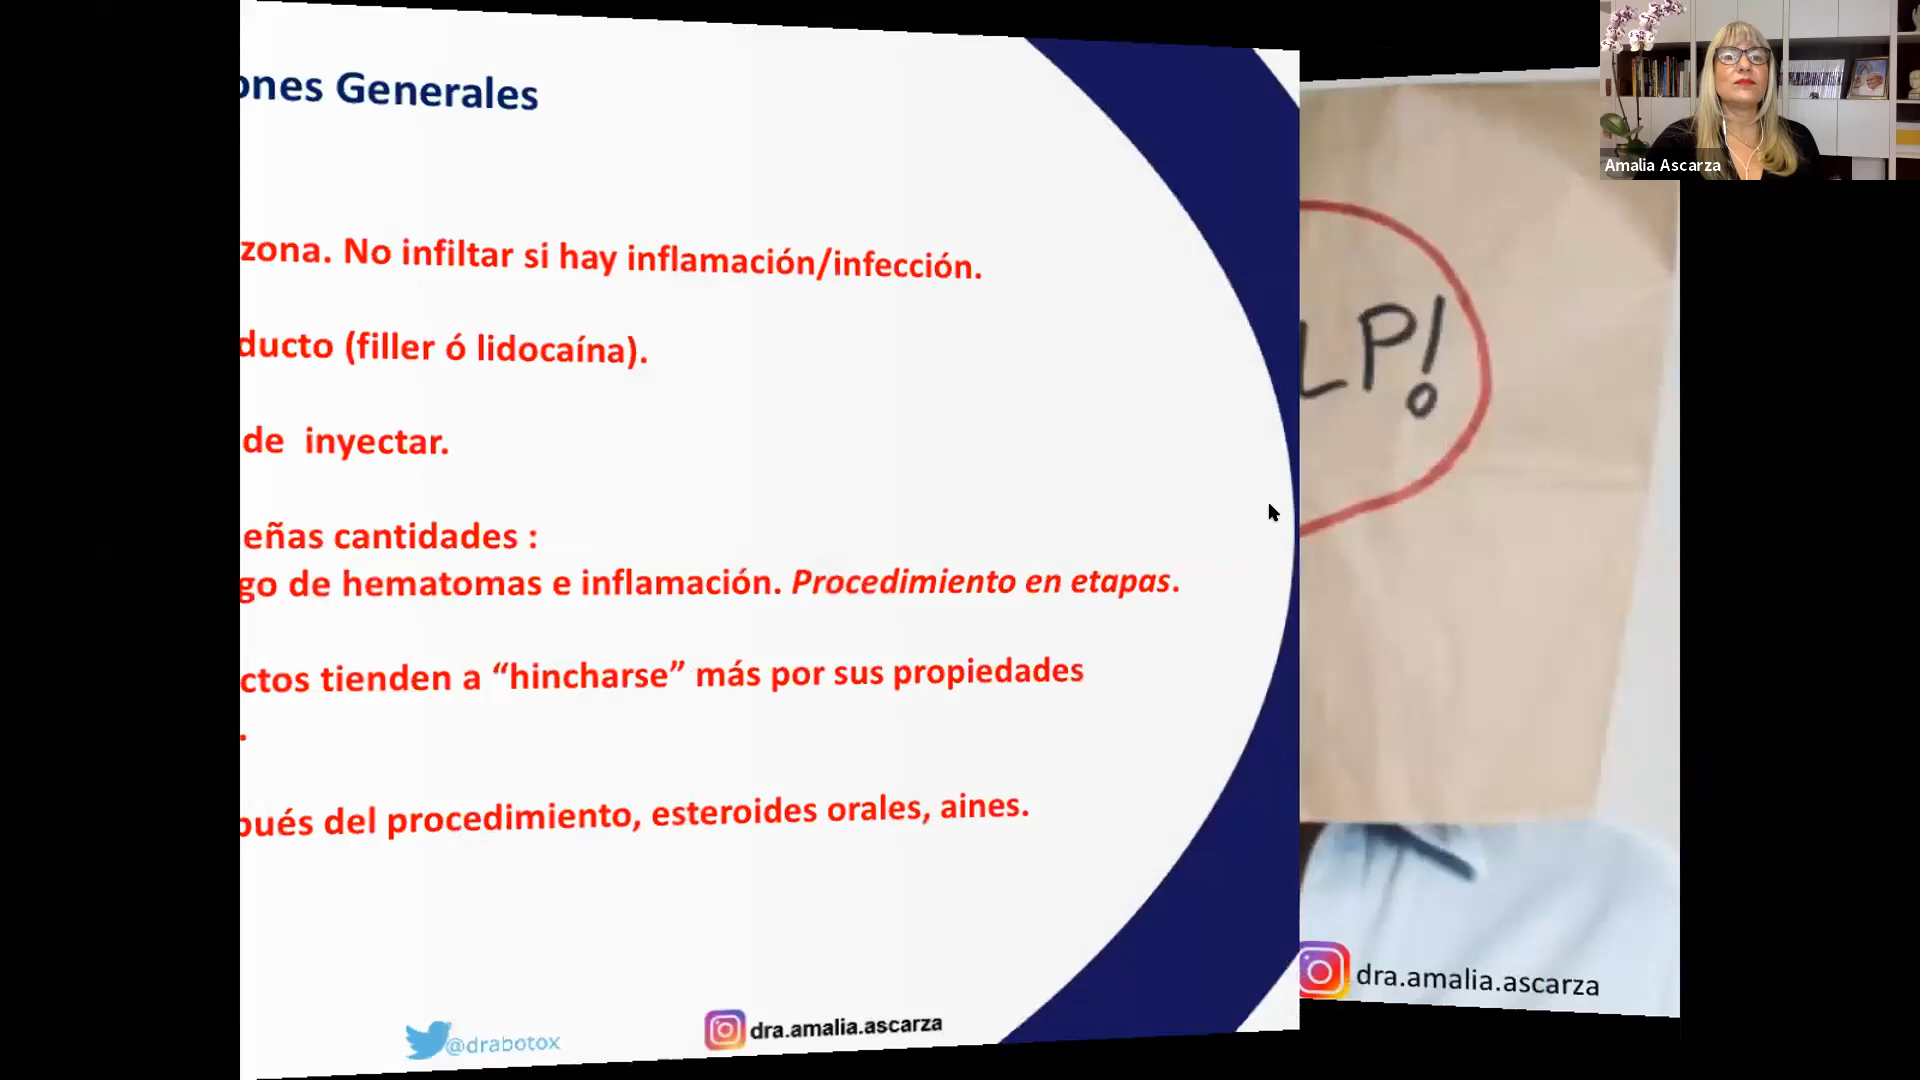 ones Generales
zona. No infiltar si hay inflamación/infección.
ducto (filler ó lidocaína).
de inyectar.
eñas cantidades :
go de hematomas e inflamación. Procedimiento en etapas.
ctos tienden a “hincharse” más por sus propiedades
.
pués del procedimiento, esteroides orales, aines.
@drabotox
dra.amalia.ascarza
LP!
dra.amalia.ascarza
Amalia Ascarza